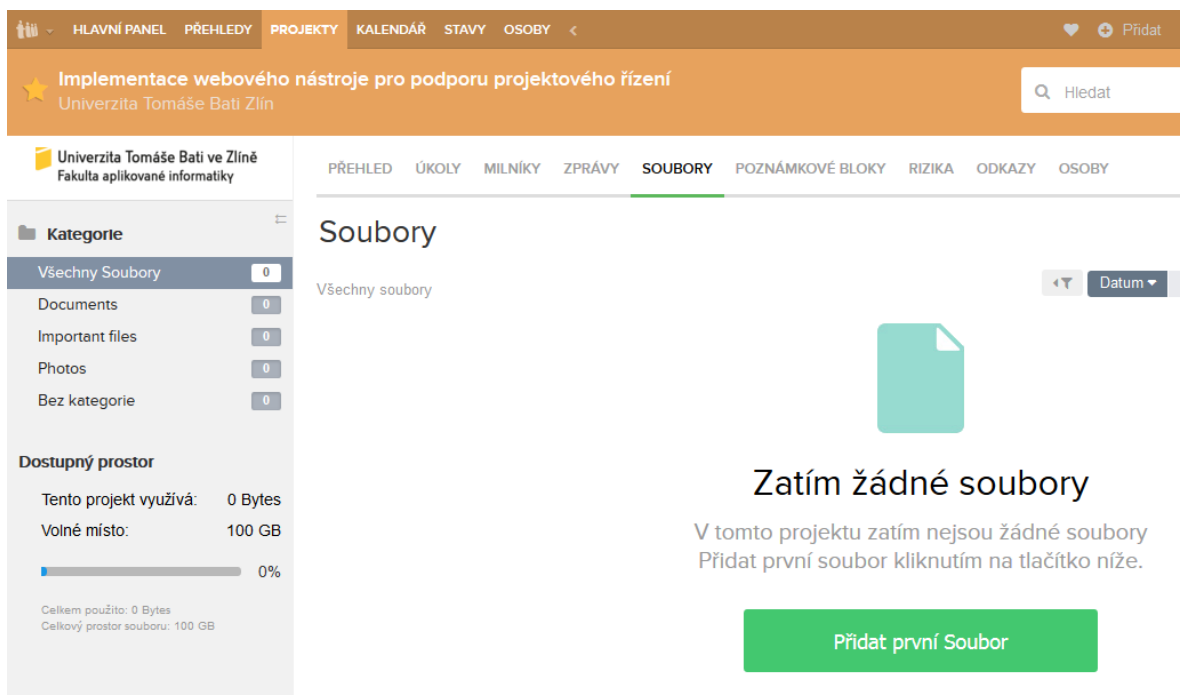 HLAVNÍ PANEL PŘEHLEDY PROJEKTY KALENDÁŘ STAVY OSOBY
Přidat
Implementace webového nástroje pro podporu projektového řízení
Univerzita Tomáše Bati Zlín
Hledat
Univerzita Tomáše Bati ve Zlíně
Fakulta aplikované informatiky
PŘEHLED ÚKOLY MILNÍKY ZPRÁVY SOUBORY POZNÁMKOVÉ BLOKY RIZIKA ODKAZY OSOBY
Kategorie
Všechny Soubory 0
Documents 0
Important files 0
Photos 0
Bez kategorie 0
Dostupný prostor
Tento projekt využívá: 0 Bytes
Volné místo: 100 GB
0%
Celkem použito: 0 Bytes
Celkový prostor souboru: 100 GB
Soubory
Všechny soubory
Datum
Zatím žádné soubory
V tomto projektu zatím nejsou žádné soubory
Přidat první soubor kliknutím na tlačítko níže.
Přidat první Soubor